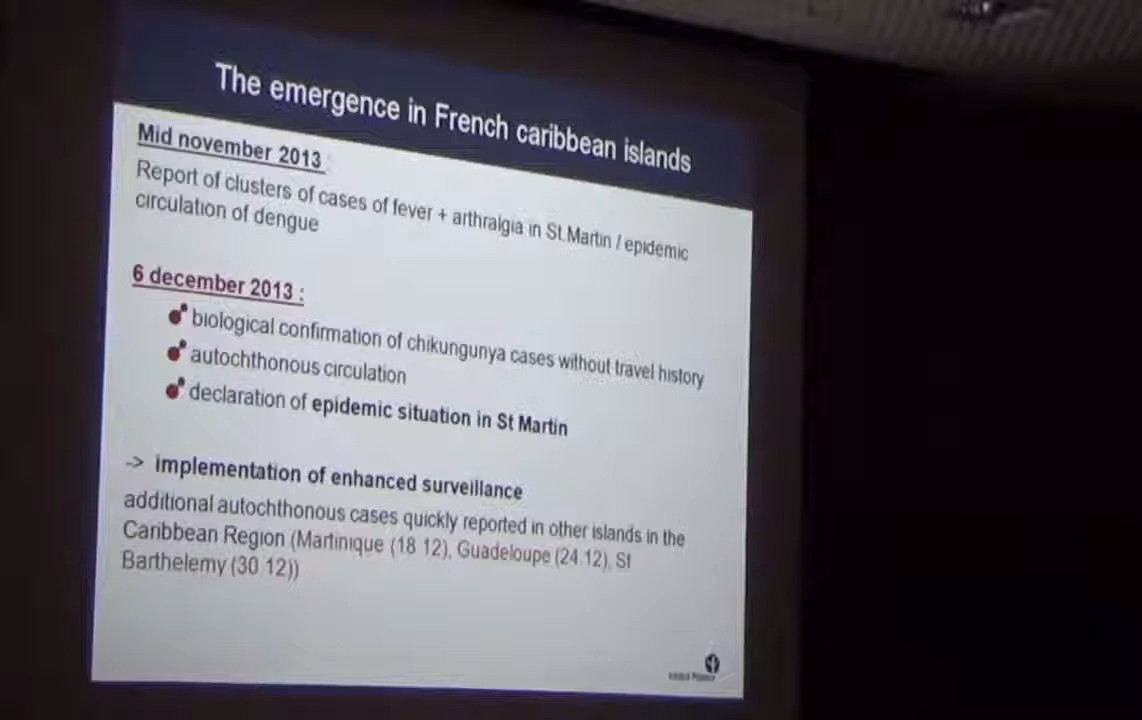 The emergence in French caribbean islands
Mid november 2013 :
Report of clusters of cases of fever + arthralgia in St.Martin / epidemic
circulation of dengue
6 december 2013 :
biological confirmation of chikungunya cases without travel history
autochthonous circulation
declaration of epidemic situation in St Martin
-> implementation of enhanced surveillance
additional autochthonous cases quickly reported in other islands in the
Caribbean Region (Martinique (18 12), Guadeloupe (24 12), St
Barthelemy (30 12))